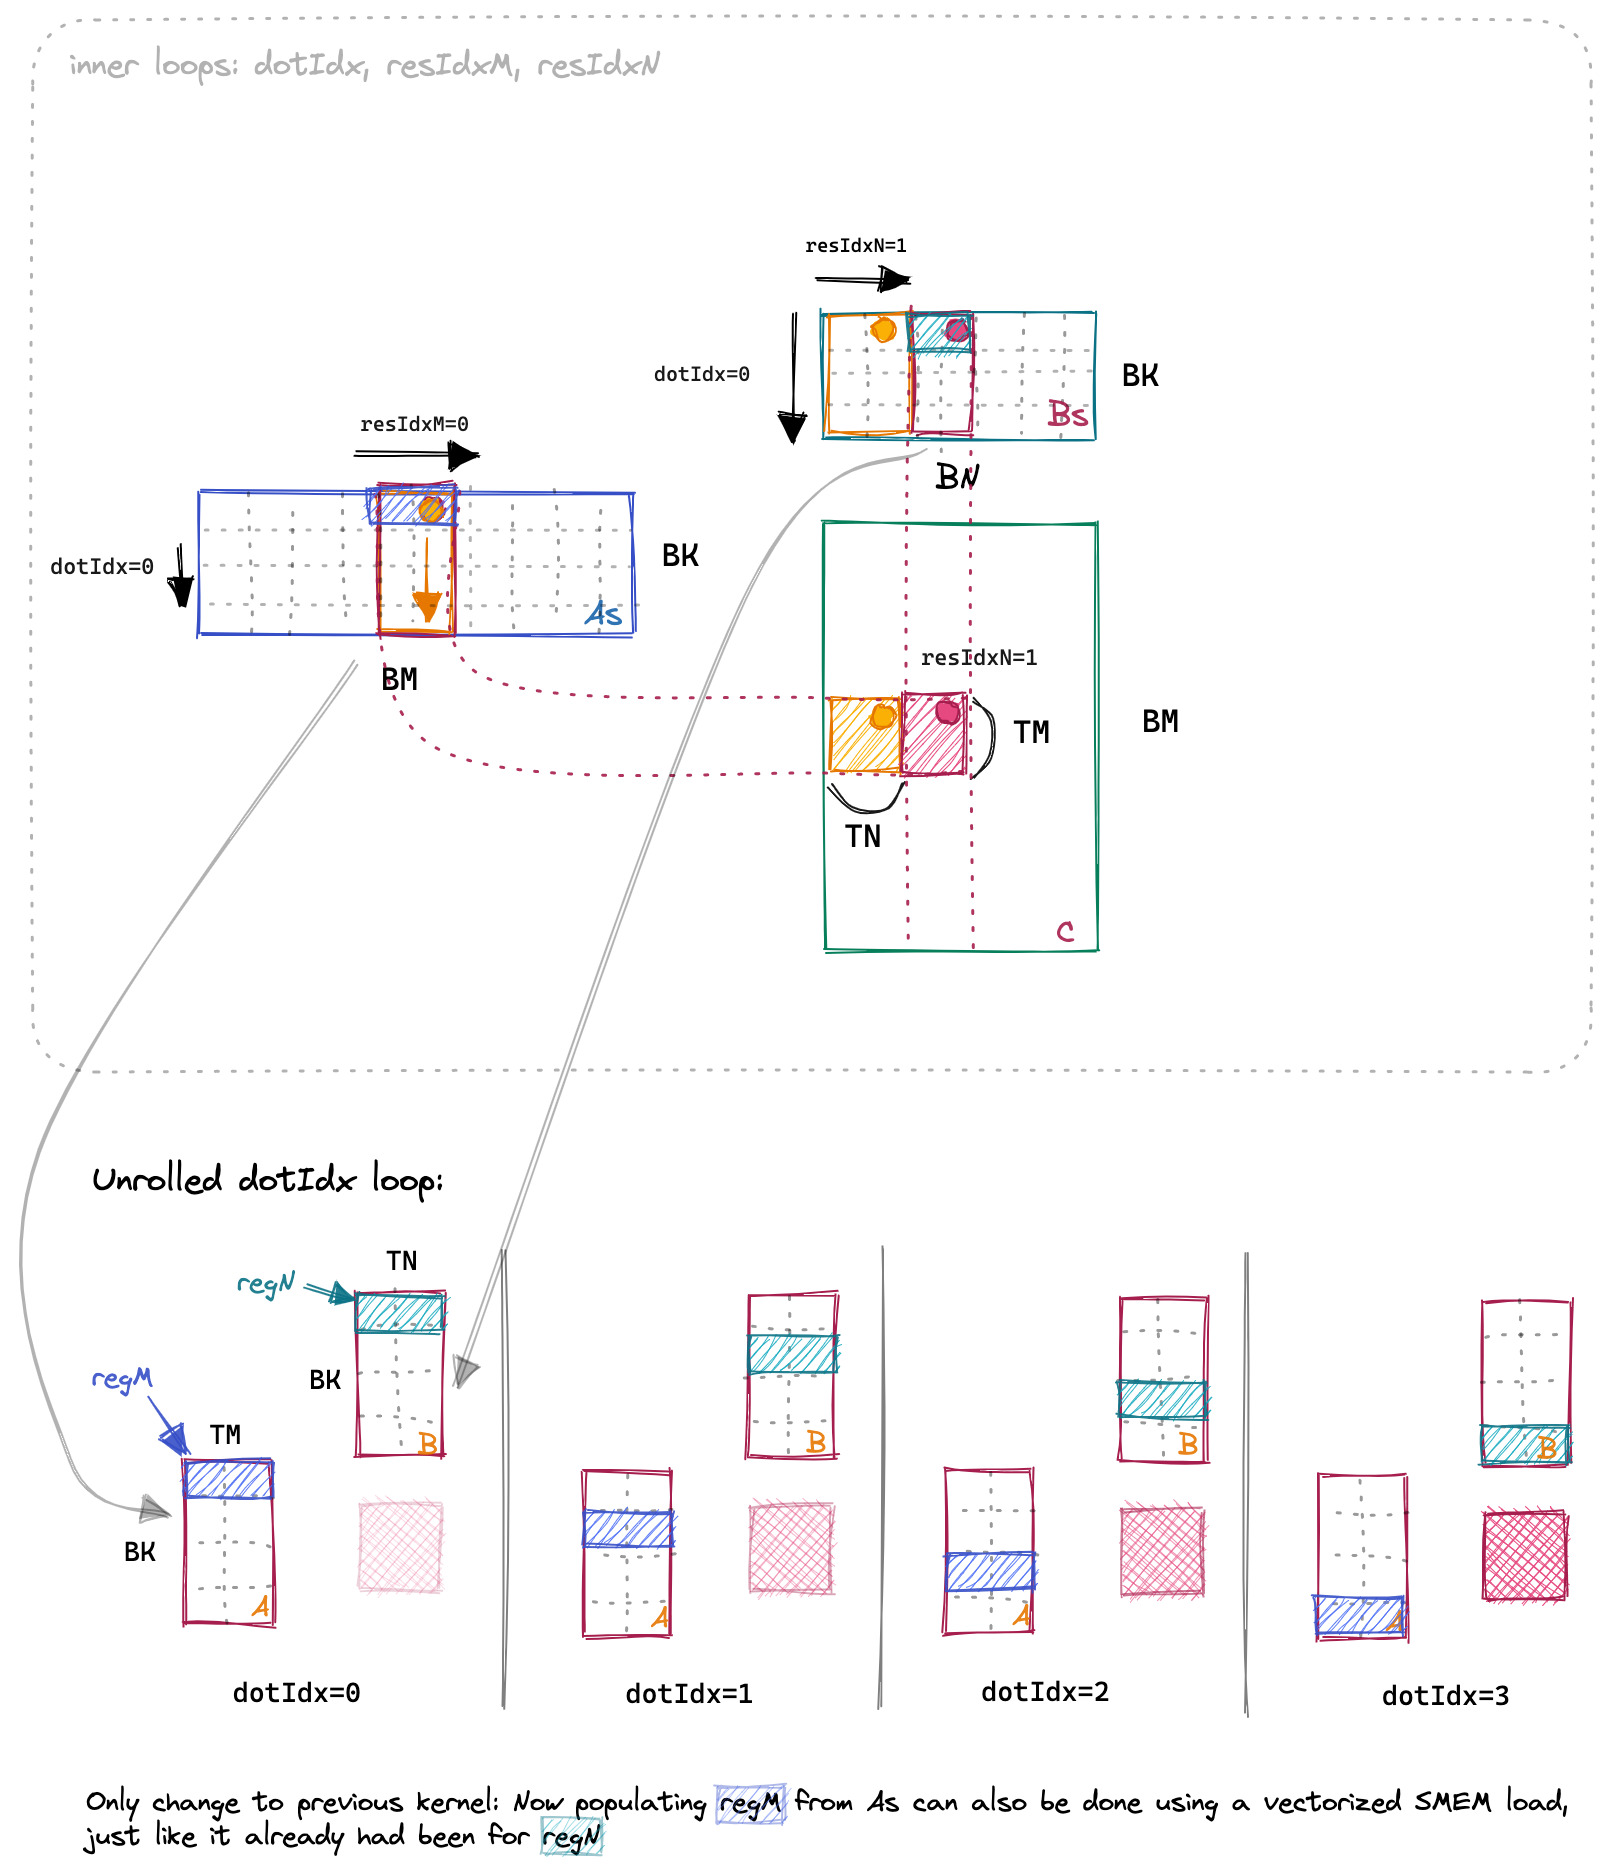 inner loops: dotIdx, resIdxM, resIdxN
resIdxN=1
dotIdx=0
BK
Bs
BN
resIdxM=0
dotIdx=0
BK
As
BM
resIdxN=1
TM
BM
TN
C
Unrolled dotIdx loop:
TN
regN
BK
B
regM
TM
BK
A
dotIdx=0
B
A
dotIdx=1
B
A
dotIdx=2
B
A
dotIdx=3
Only change to previous kernel: Now populating regM from As can also be done using a vectorized SMEM load,
just like it already had been for regN